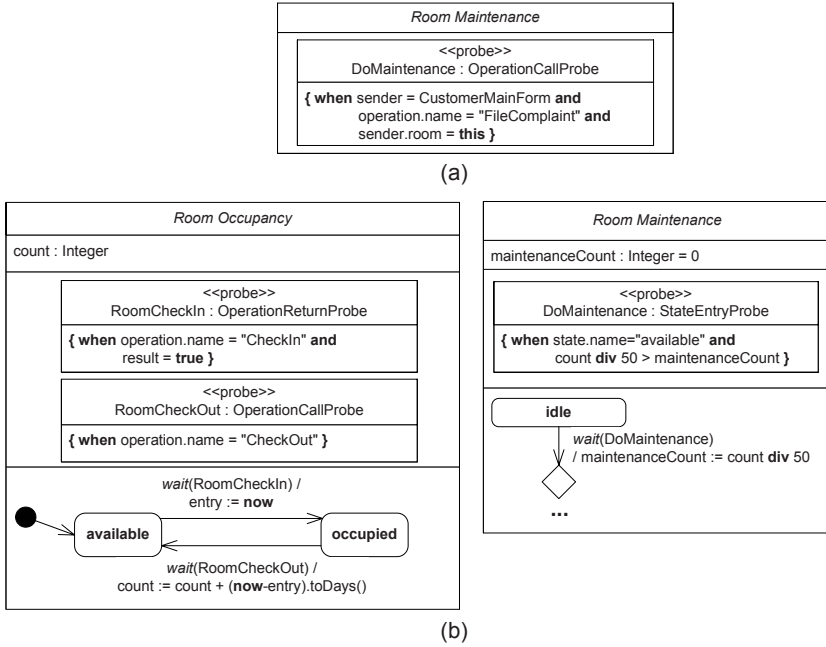 Room Maintenance
<<probe>>
DoMaintenance : OperationCallProbe
{ when sender = CustomerMainForm and
operation.name = "FileComplaint" and
sender.room = this }
(a)
Room Occupancy
count : Integer
<<probe>>
RoomCheckIn : OperationReturnProbe
{ when operation.name = "CheckIn" and
result = true }
<<probe>>
RoomCheckOut : OperationCallProbe
{ when operation.name = "CheckOut" }
wait(RoomCheckIn) /
entry := now
available
occupied
wait(RoomCheckOut) /
count := count + (now-entry).toDays()
Room Maintenance
maintenanceCount : Integer = 0
<<probe>>
DoMaintenance : StateEntryProbe
{ when state.name="available" and
count div 50 > maintenanceCount }
idle
wait(DoMaintenance)
/ maintenanceCount := count div 50
...
(b)